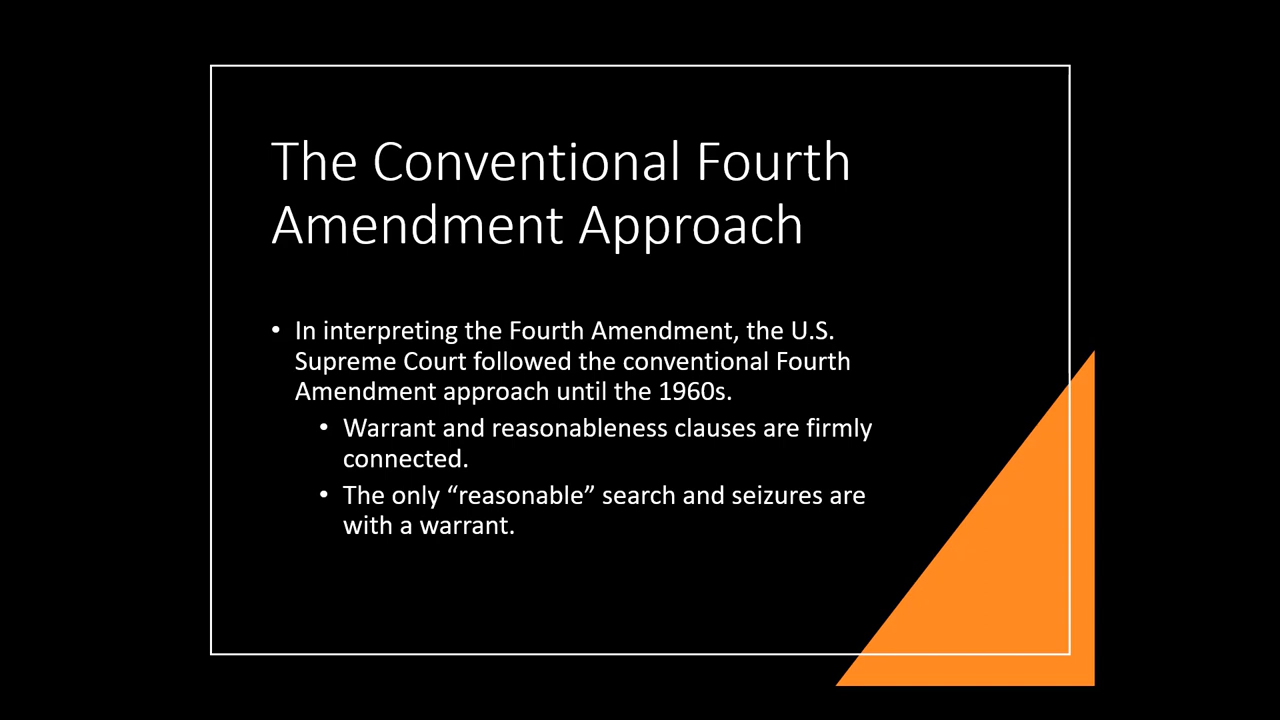 The Conventional Fourth
Amendment Approach
• In interpreting the Fourth Amendment, the U.S.
Supreme Court followed the conventional Fourth
Amendment approach until the 1960s.
• Warrant and reasonableness clauses are firmly
connected.
• The only “reasonable” search and seizures are
with a warrant.